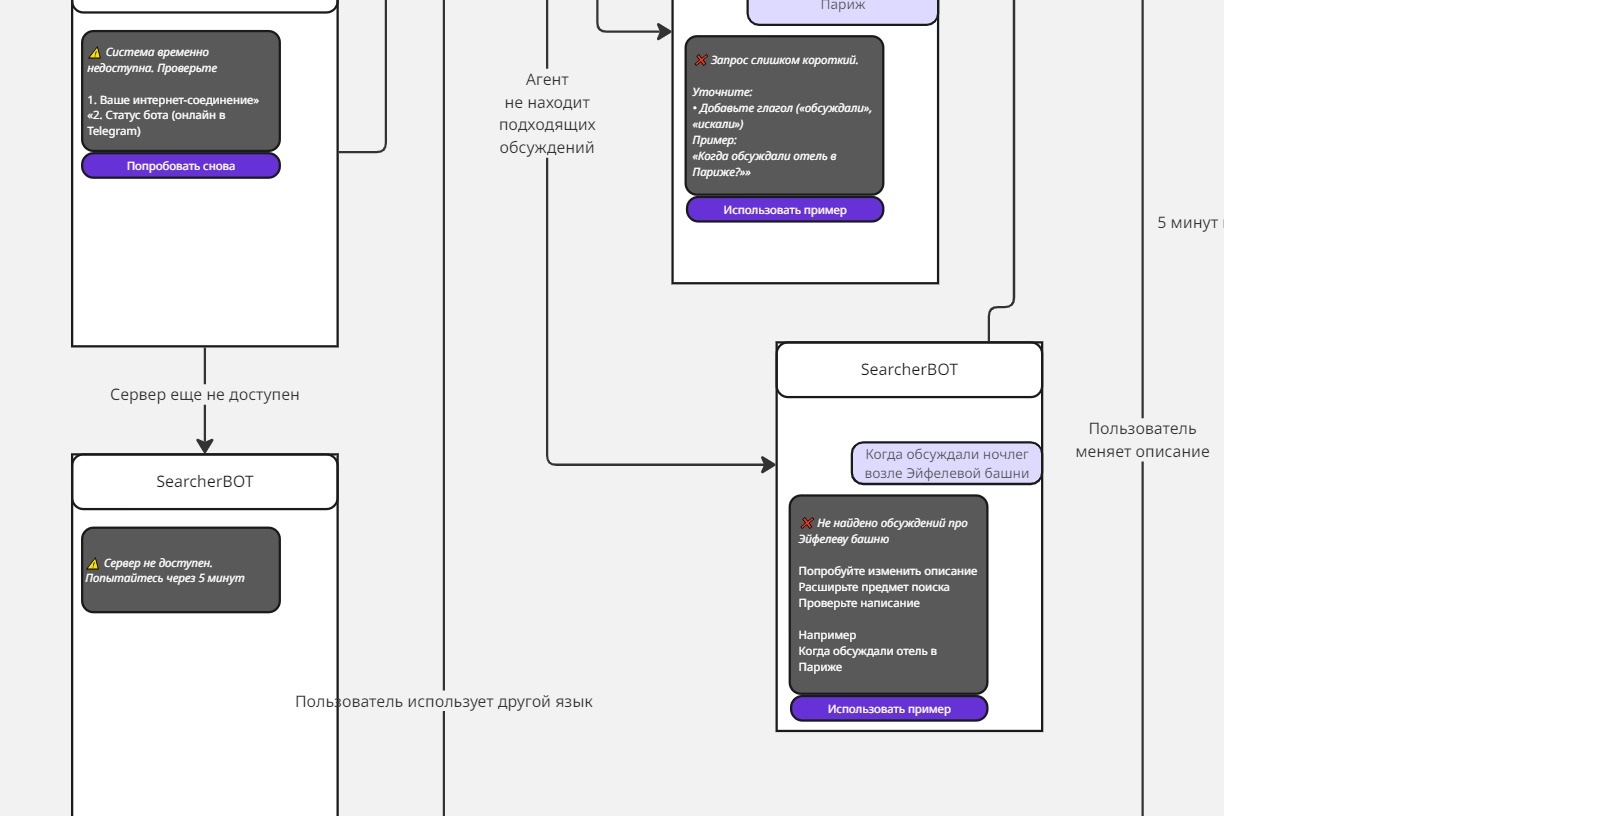 Париж
⚠️ Система временно
недоступна. Проверьте
1. Ваше интернет-соединение»
«2. Статус бота (онлайн в
Telegram)
Попробовать снова
Агент
не находит
подходящих
обсуждений
❌ Запрос слишком короткий.
Уточните:
• Добавьте глагол («обсуждали»,
«искали»)
Пример:
«Когда обсуждали отель в
Париже?»»
Использовать пример
5 минут
Сервер еще не доступен
SearcherBOT
⚠️ Сервер не доступен.
Попытайтесь через 5 минут
Пользователь использует другой язык
SearcherBOT
Когда обсуждали ночлег
возле Эйфелевой башни
❌ Не найдено обсуждений про
Эйфелеву башню
Попробуйте изменить описание
Расширьте предмет поиска
Проверьте написание
Например
Когда обсуждали отель в
Париже
Использовать пример
Пользователь
меняет описание